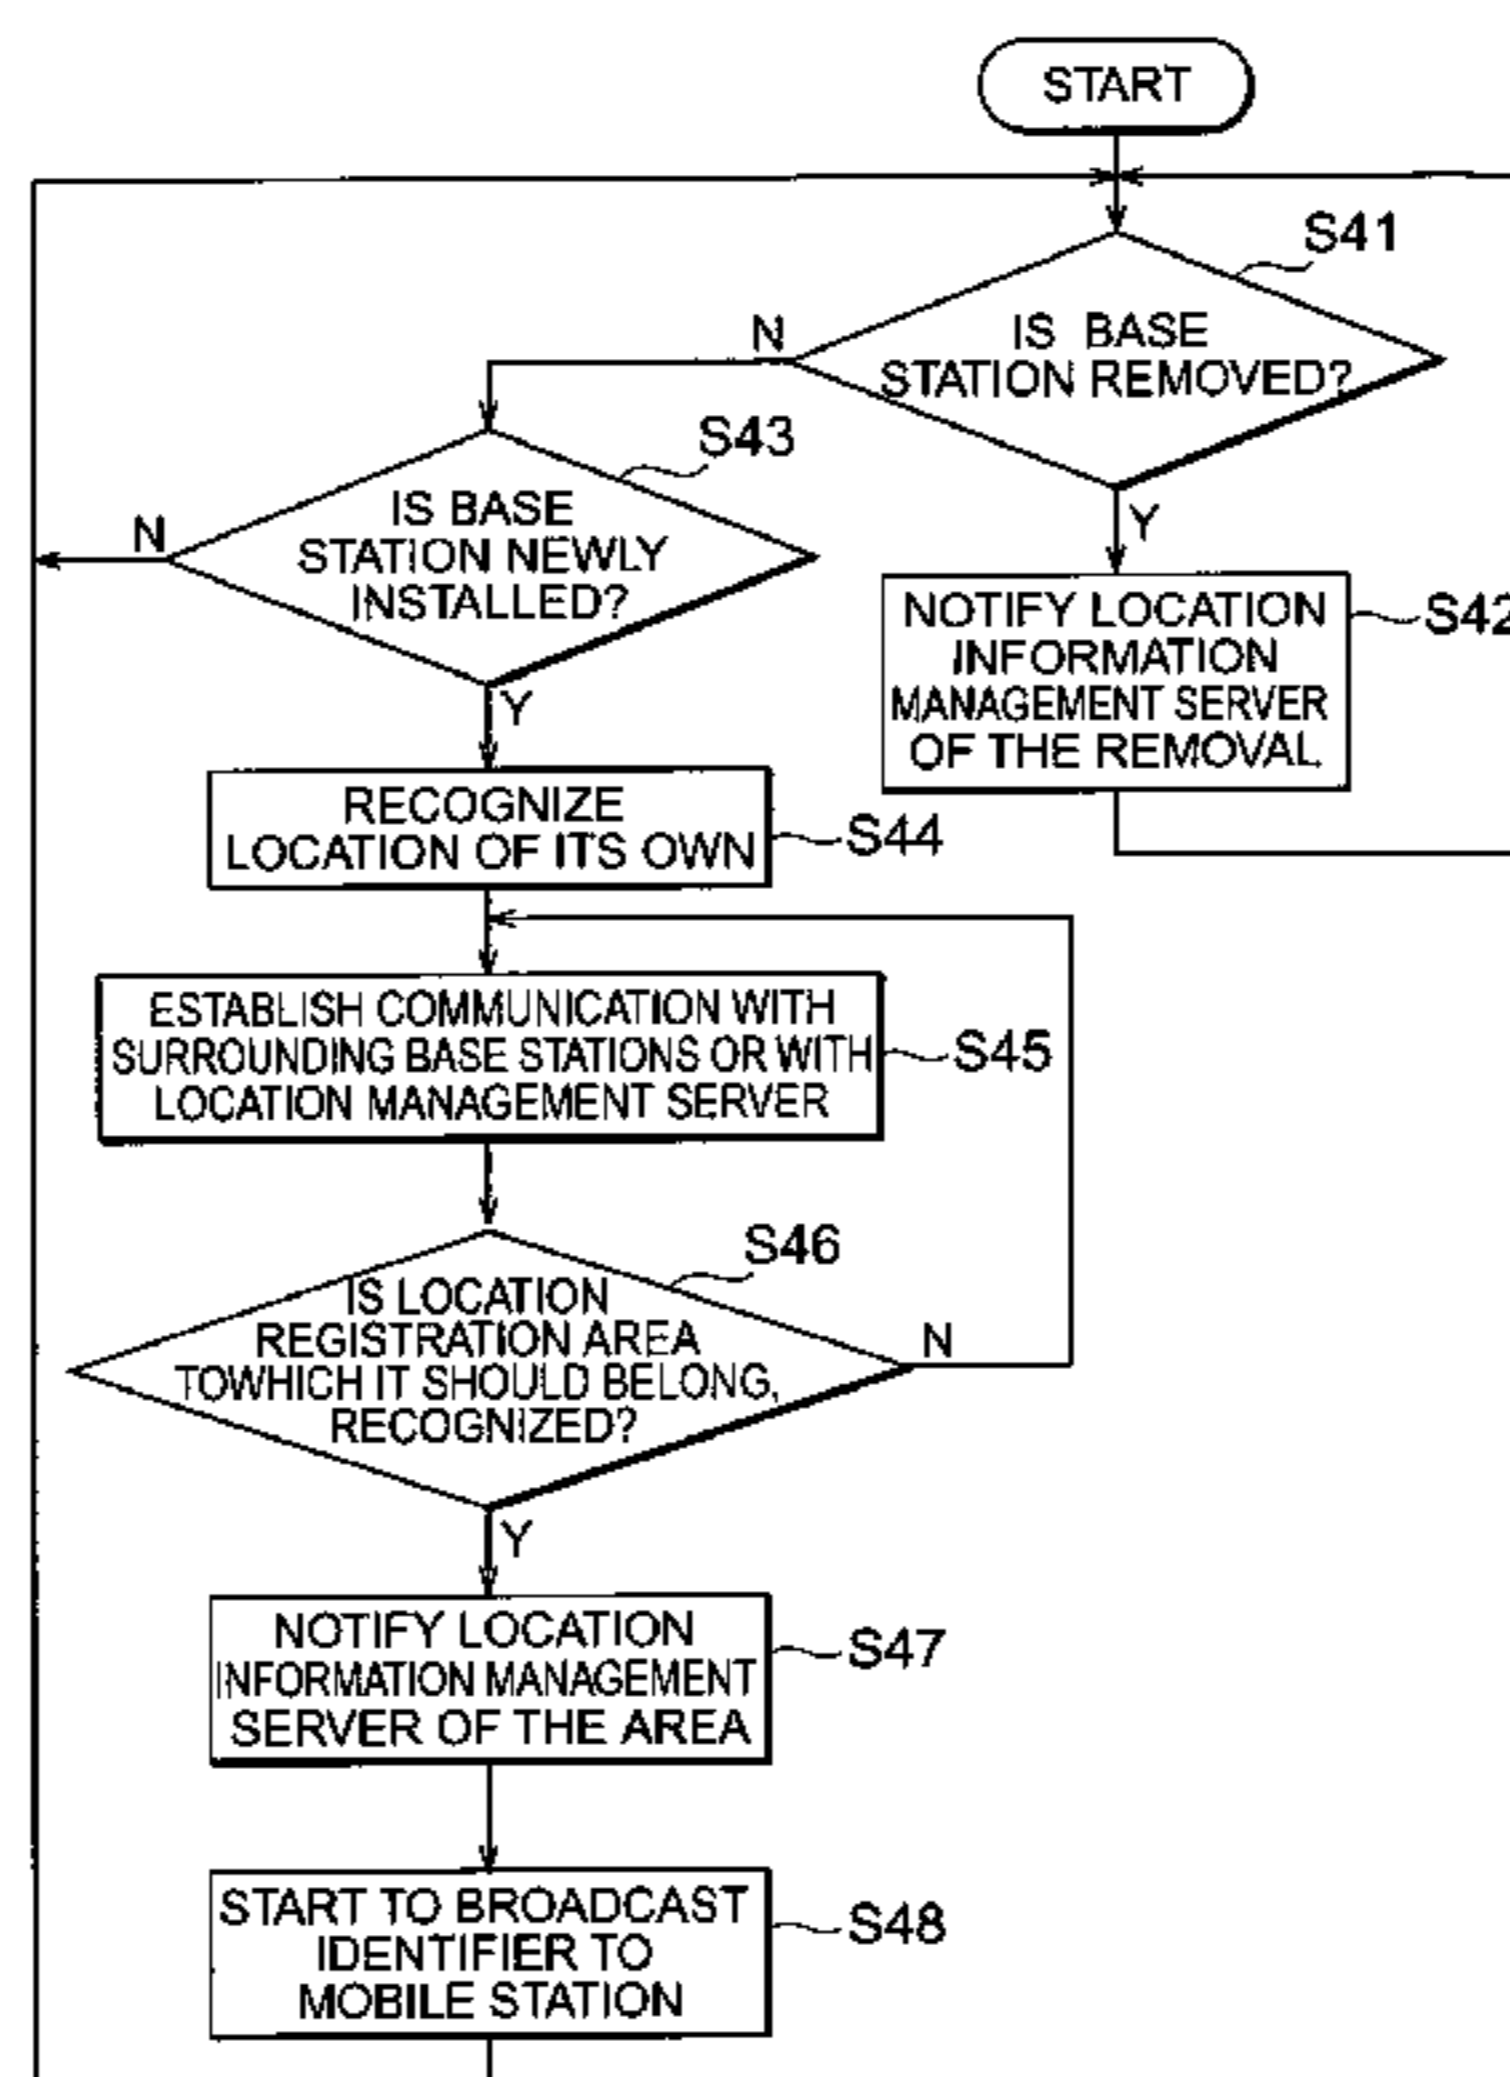 START
S41
IS BASE
STATION REMOVED?
N
Y
S43
IS BASE
STATION NEWLY
INSTALLED?
N
Y
NOTIFY LOCATION
INFORMATION
MANAGEMENT SERVER
OF THE REMOVAL
S42
RECOGNIZE
LOCATION OF ITS OWN
S44
ESTABLISH COMMUNICATION WITH
SURROUNDING BASE STATIONS OR WITH
LOCATION MANAGEMENT SERVER
S45
S46
IS LOCATION
REGISTRATION AREA
TOWHICH IT SHOULD BELONG,
RECOGNIZED?
N
Y
NOTIFY LOCATION
INFORMATION MANAGEMENT
SERVER OF THE AREA
S47
START TO BROADCAST
IDENTIFIER TO
MOBILE STATION
S48